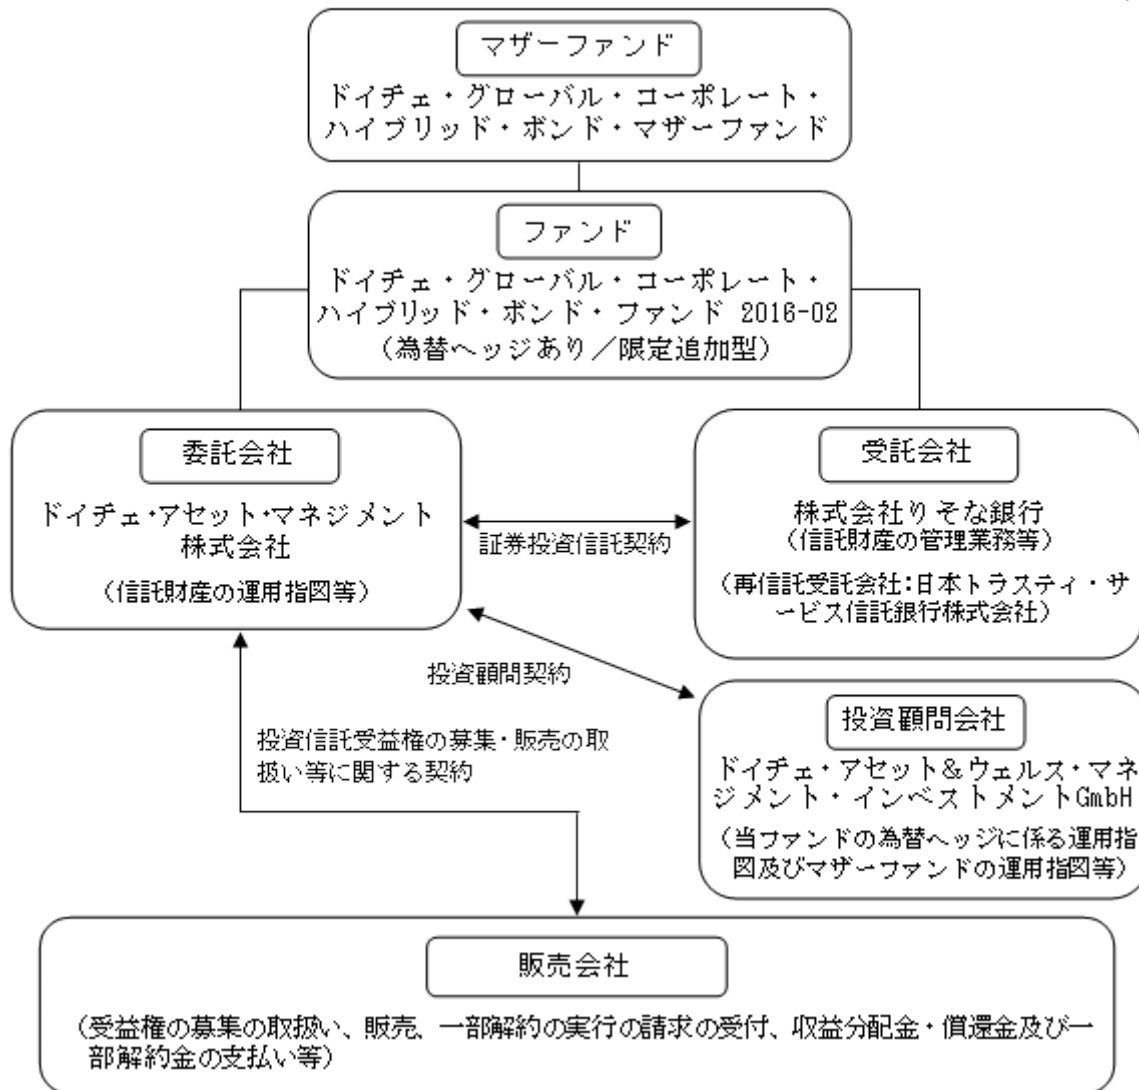 マザーファンド
ドイチェ・グローバル・コーポレート・
ハイブリッド・ボンド・マザーファンド
ファンド
ドイチェ・グローバル・コーポレート・
ハイブリッド・ボンド・ファンド 2016-02
（為替ヘッジあり／限定追加型）
委託会社
ドイチェ・アセット・マネジメント
株式会社
（信託財産の運用指図等）
証券投資信託契約
受託会社
株式会社りそな銀行
（信託財産の管理業務等）
（再信託受託会社：日本トラスティ・サ
ービス信託銀行株式会社）
投資顧問契約
投資顧問会社
ドイチェ・アセット＆ウェルス・マネ
ジメント・インベストメントGmbH
（当ファンドの為替ヘッジに係る運用指
図及びマザーファンドの運用指図等）
投資信託受益権の募集・販売の取
扱い等に関する契約
販売会社
（受益権の募集の取扱い、販売、一部解約の実行の請求の受付、収益分配金・償還金及び一
部解約金の支払い等）